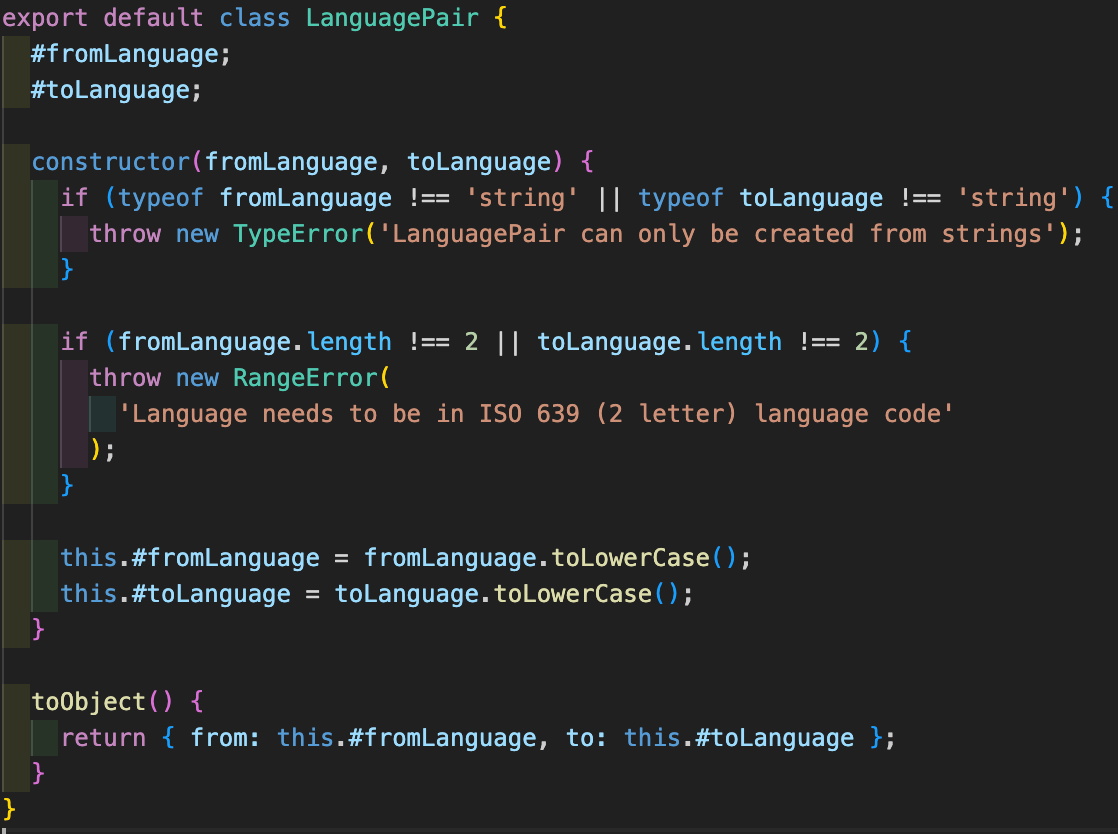 export default class LanguagePair {
  #fromLanguage;
  #toLanguage;

  constructor(fromLanguage, toLanguage) {
    if (typeof fromLanguage !== 'string' || typeof toLanguage !== 'string') {
      throw new TypeError('LanguagePair can only be created from strings');
    }

    if (fromLanguage.length !== 2 || toLanguage.length !== 2) {
      throw new RangeError(
        'Language needs to be in ISO 639 (2 letter) language code'
      );
    }

    this.#fromLanguage = fromLanguage.toLowerCase();
    this.#toLanguage = toLanguage.toLowerCase();
  }

  toObject() {
    return { from: this.#fromLanguage, to: this.#toLanguage };
  }
}